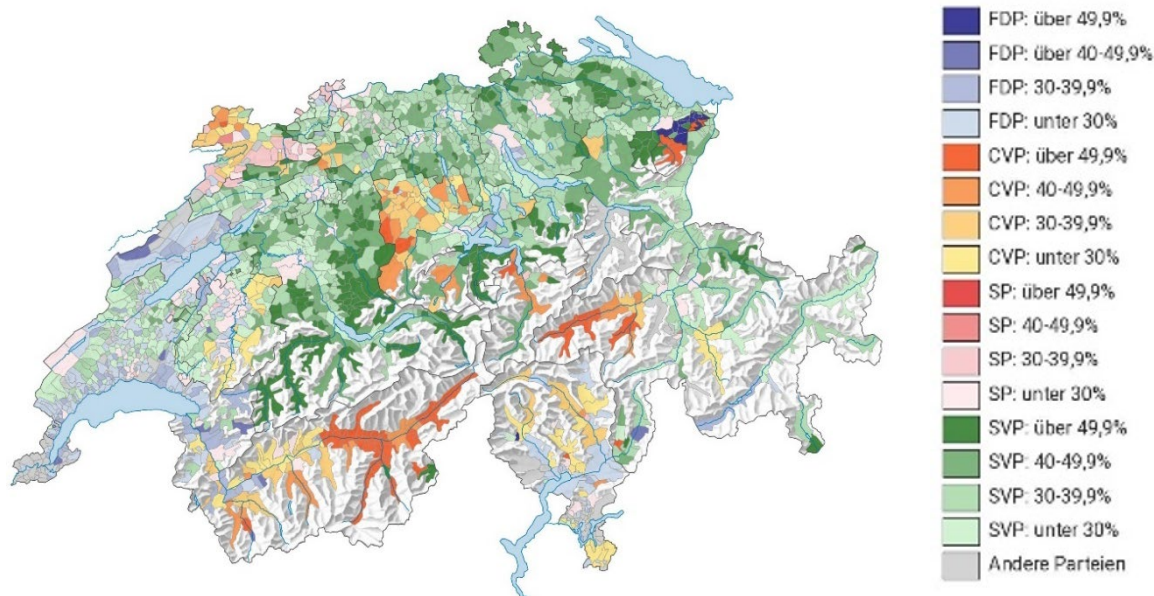 FDP: über 49,9%
FDP: über 40-49,9%
FDP: 30-39,9%
FDP: unter 30%
CVP: über 49,9%
CVP: 40-49,9%
CVP: 30-39,9%
CVP: unter 30%
SP: über 49,9%
SP: 40-49,9%
SP: 30-39,9%
SP: unter 30%
SVP: über 49,9%
SVP: 40-49,9%
SVP: 30-39,9%
SVP: unter 30%
Andere Parteien